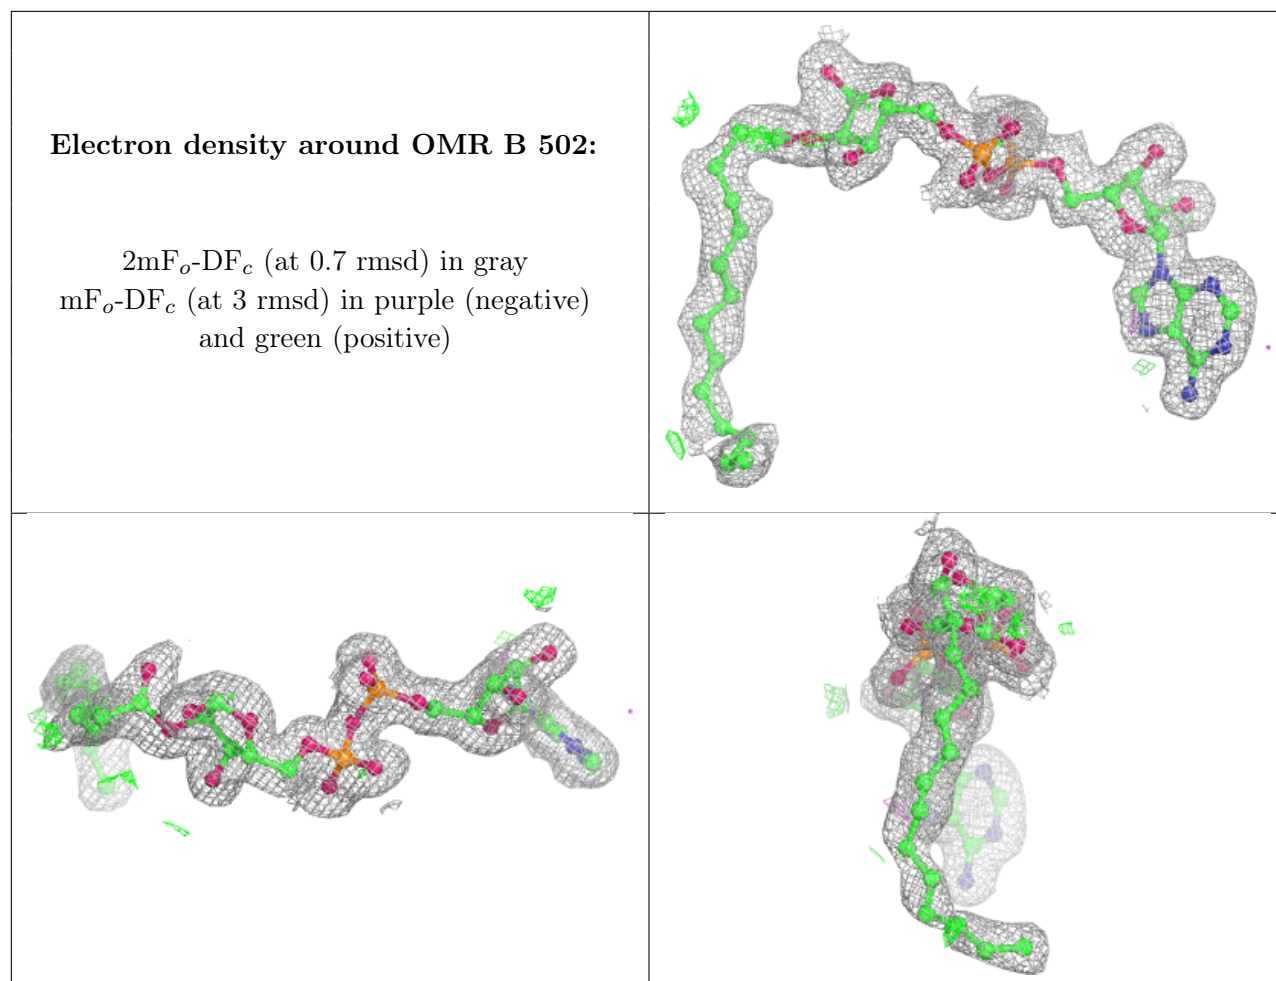 Electron density around OMR B 502:
2mFo-DFc (at 0.7 rmsd) in gray
mFo-DFc (at 3 rmsd) in purple (negative)
and green (positive)